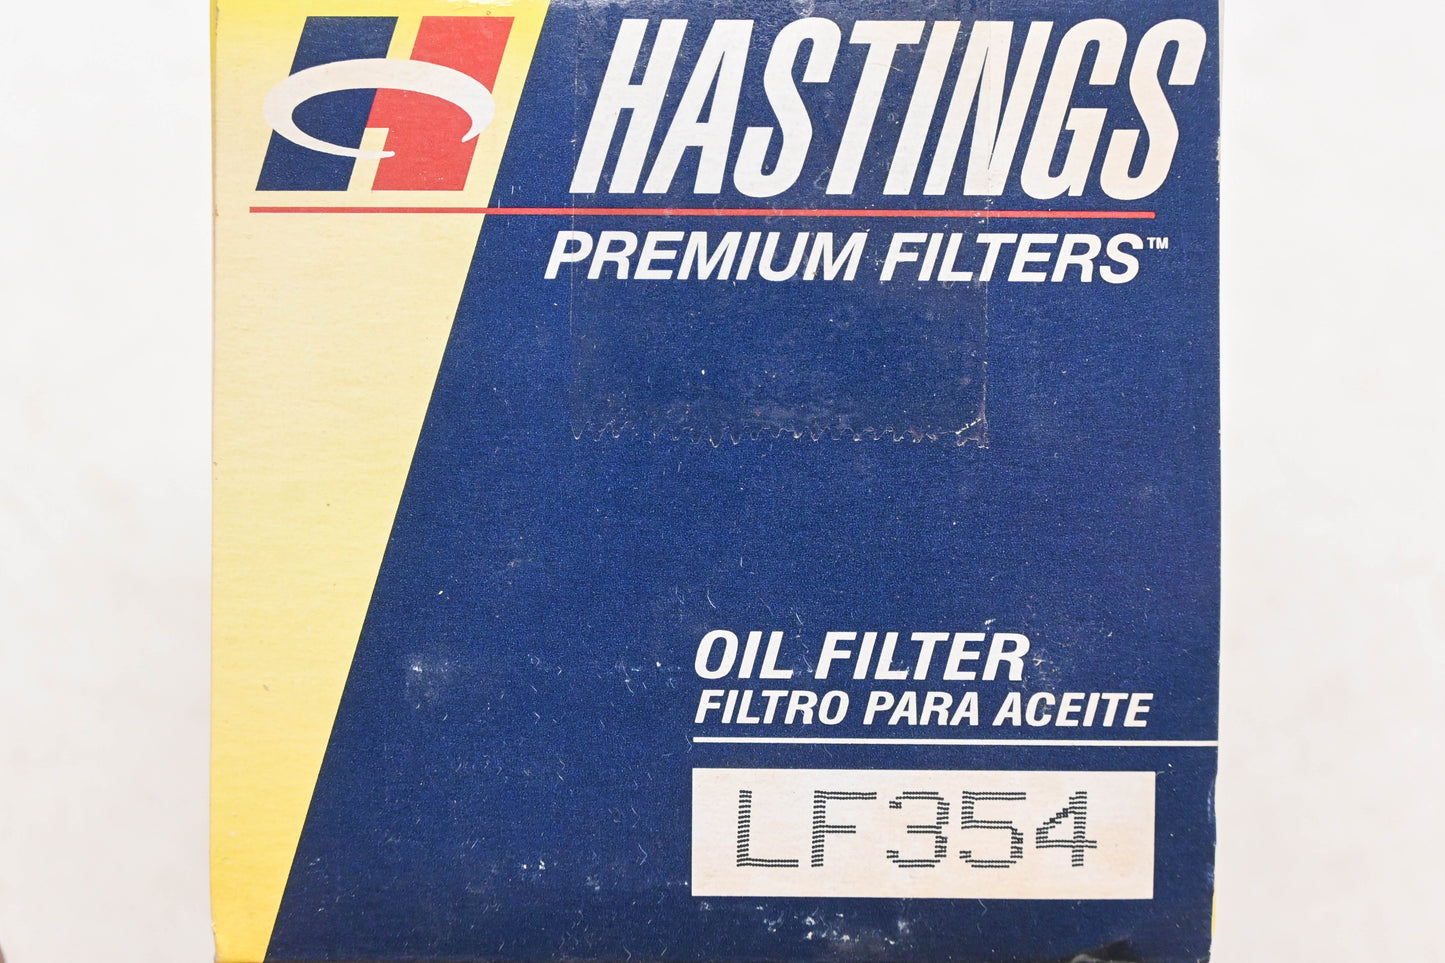 HASTINGS
PREMIUM FILTERS™
OIL FILTER
FILTRO PARA ACEITE
LF354